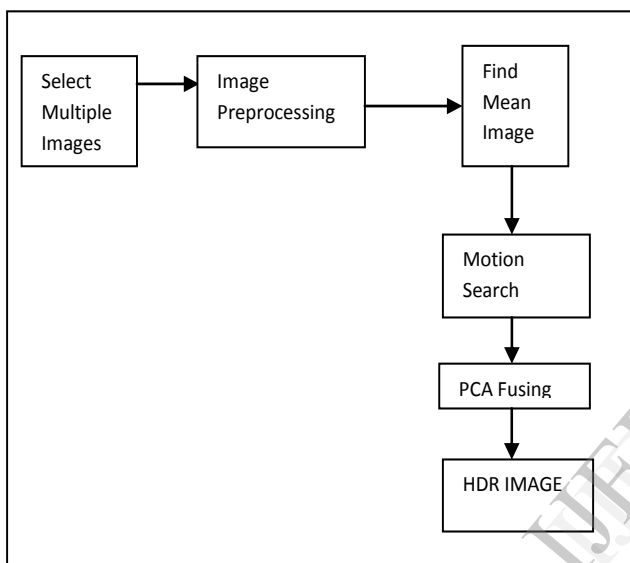 Select
Multiple
Images
Image
Preprocessing
Find
Mean
Image
Motion
Search
PCA Fusing
HDR IMAGE